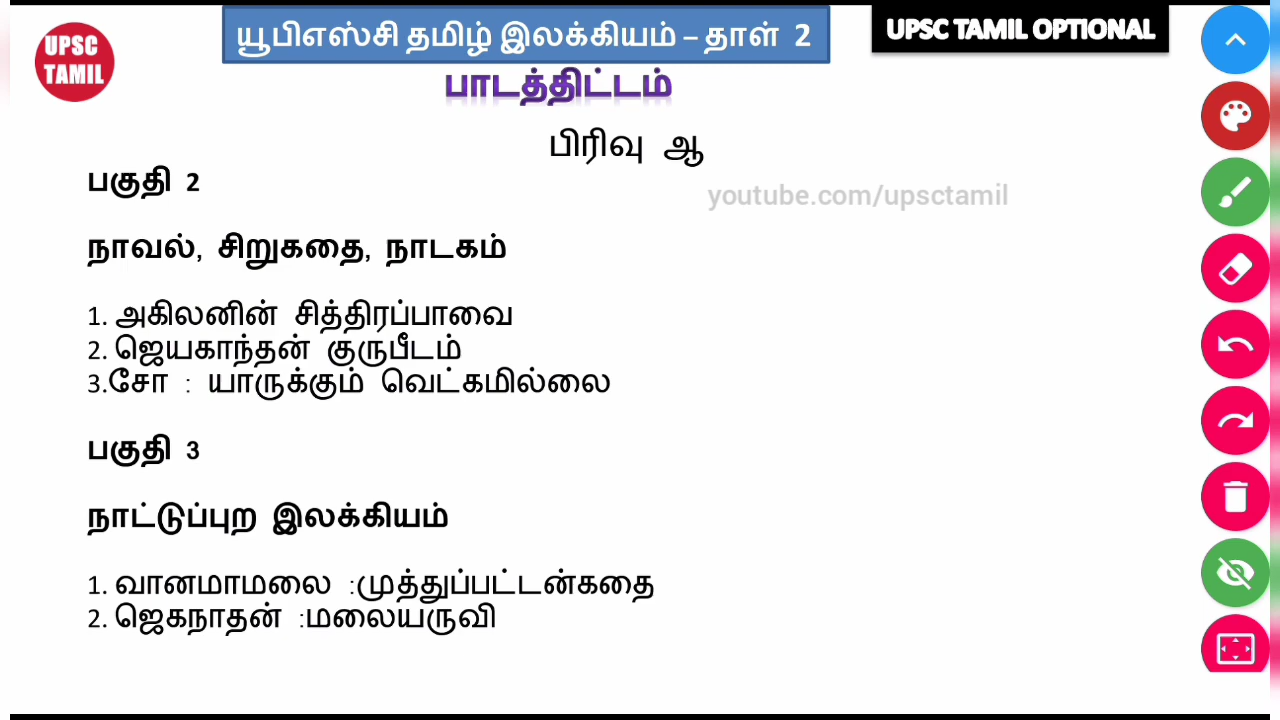 UPSC
TAMIL
யூபிஎஸ்சி தமிழ் இலக்கியம் – தாள் 2
UPSC TAMIL OPTIONAL
பாடத்திட்டம்
பிரிவு ஆ
பகுதி 2
youtube.com/upsctamil
நாவல், சிறுகதை, நாடகம்
1. அகிலனின் சித்திரப்பாவை
2. ஜெயகாந்தன் குருபீடம்
3.சோ : யாருக்கும் வெட்கமில்லை
பகுதி 3
நாட்டுப்புற இலக்கியம்
1. வானமாமலை :முத்துப்பட்டன்கதை
2. ஜெகநாதன் :மலையருவி